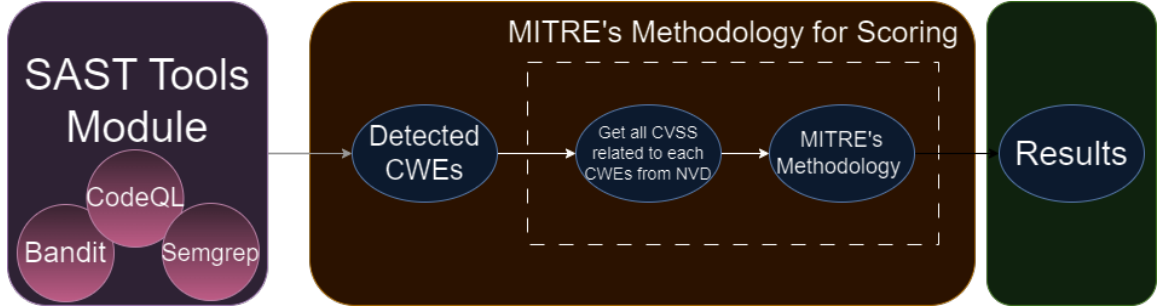 SAST Tools
Module
CodeQL
Bandit
Semgrep
MITRE's Methodology for Scoring
Detected
CWEs
Get all CVSS
related to each
CWEs from NVD
MITRE's
Methodology
Results